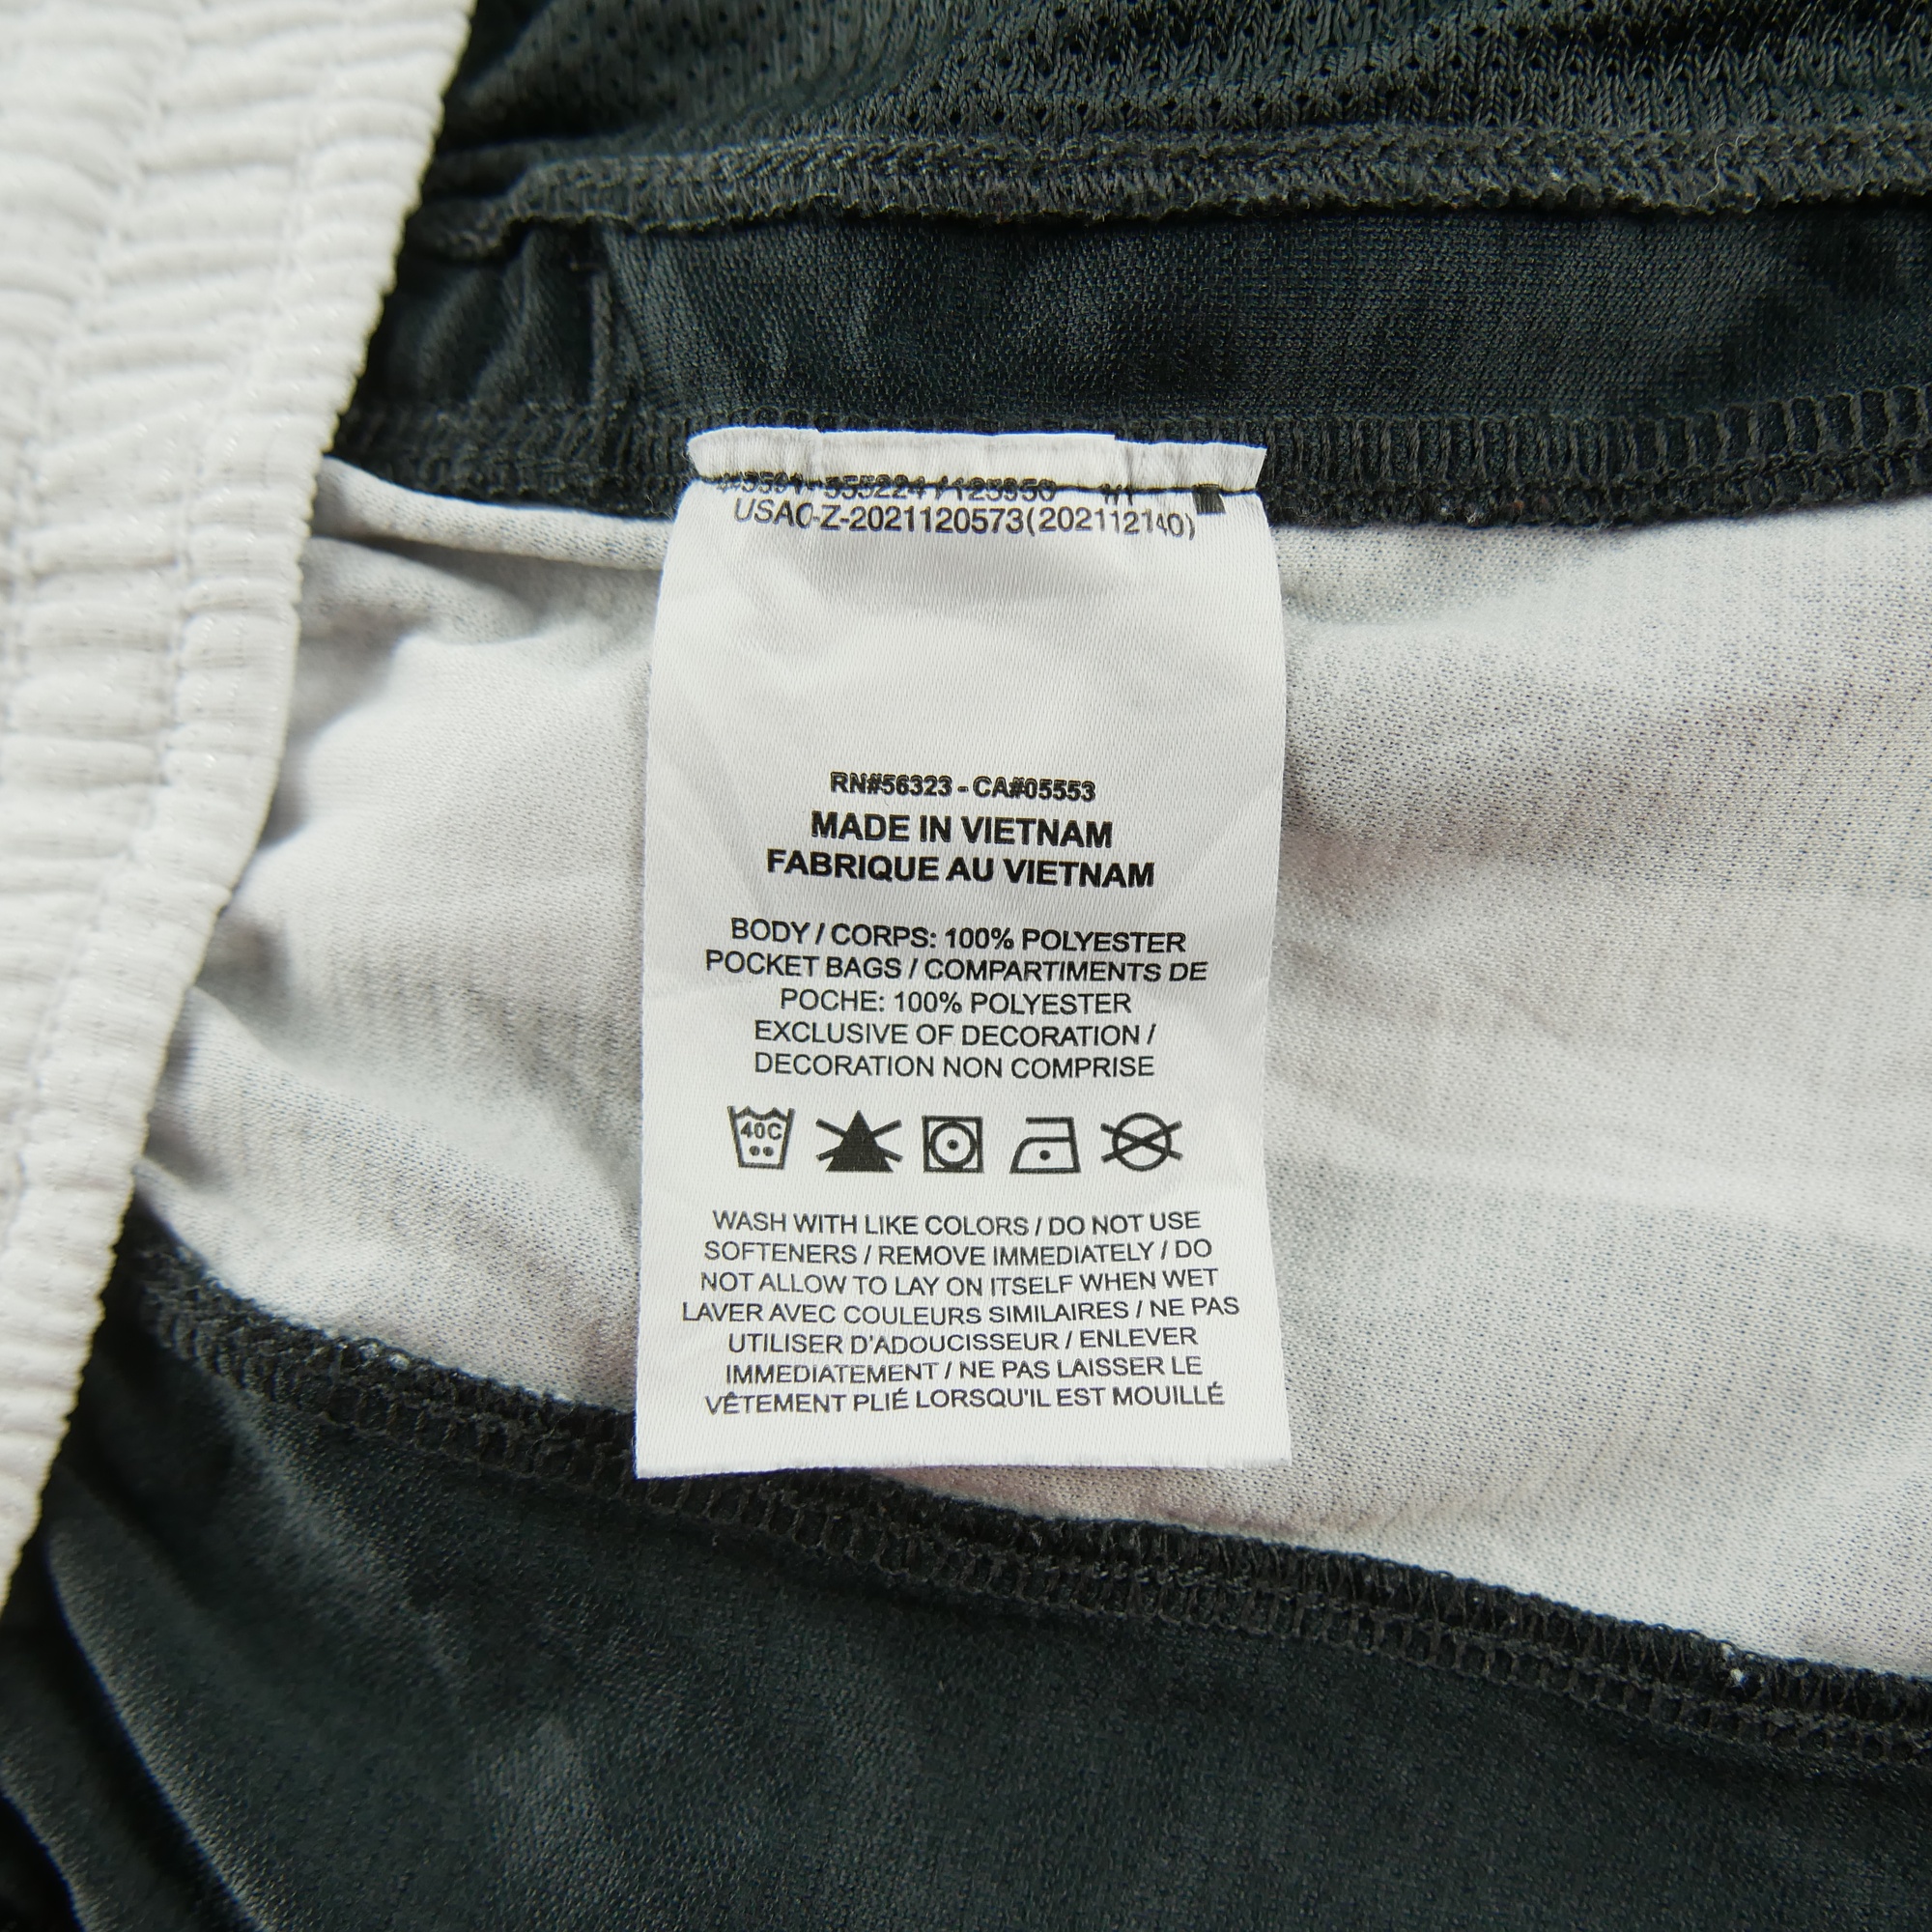 USAC-Z-2021120573(202112140)
RN#56323 - CA#05553
MADE IN VIETNAM
FABRIQUE AU VIETNAM
BODY / CORPS: 100% POLYESTER
POCKET BAGS / COMPARTIMENTS DE
POCHE: 100% POLYESTER
EXCLUSIVE OF DECORATION /
DECORATION NON COMPRISE
40C
WASH WITH LIKE COLORS / DO NOT USE
SOFTENERS / REMOVE IMMEDIATELY / DO
NOT ALLOW TO LAY ON ITSELF WHEN WET
LAVER AVEC COULEURS SIMILAIRES / NE PAS
UTILISER D'ADOUCISSEUR / ENLEVER
IMMEDIATEMENT / NE PAS LAISSER LE
VÊTEMENT PLIÉ LORSQU'IL EST MOUILLÉ